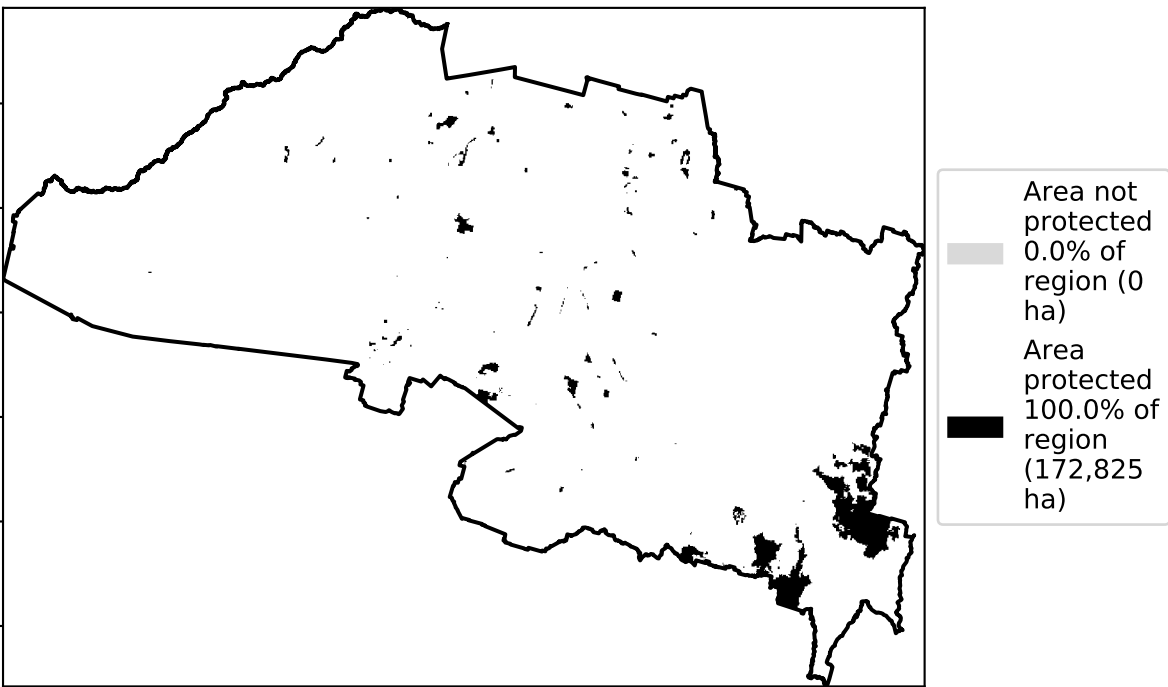 Area not
protected
0.0% of
region (0
ha)
Area
protected
100.0% of
region
(172,825
ha)